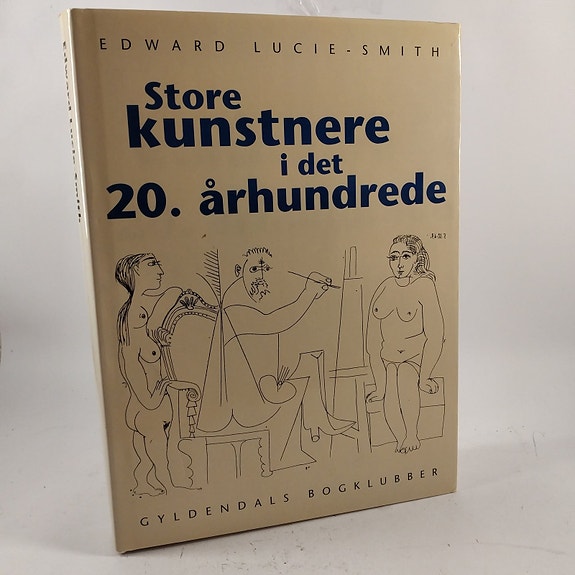 EDWARD LUCIE-SMITH
Store
kunstnere
i det
20. århundrede
GYLDENDALS BOGKLUBBER